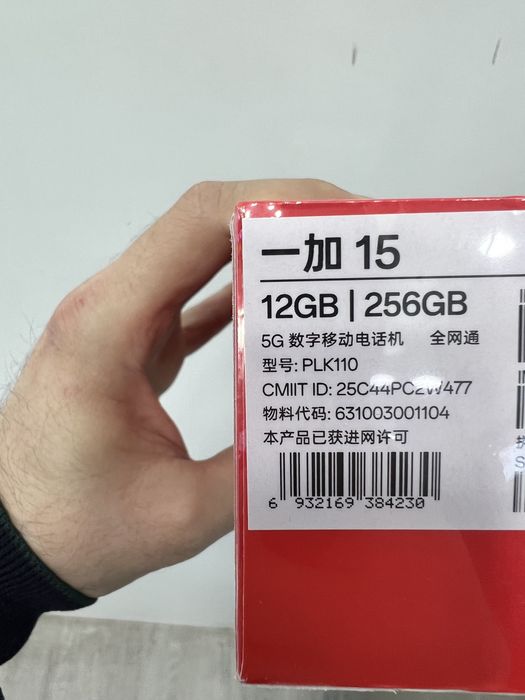 一加 15
12GB | 256GB
5G 数字移动电话机 全网通
型号: PLK110
CMIIT ID: 25C44PC2W477
物料代码: 631003001104
本产品已获进网许可
6 932169 384230